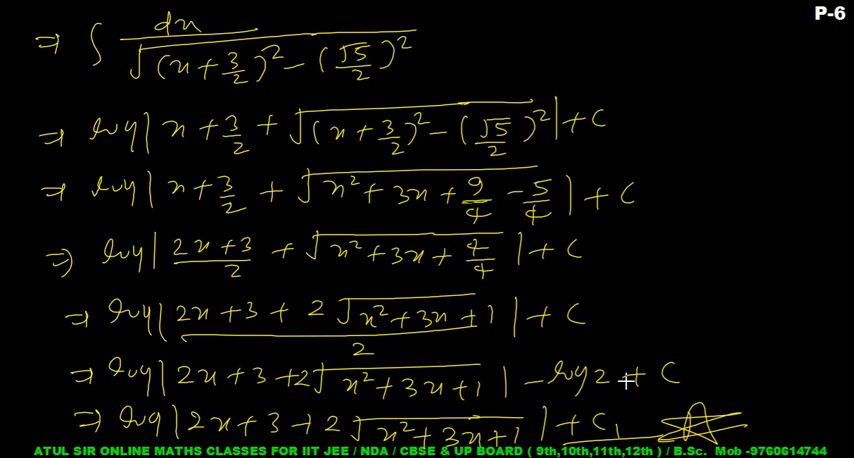 P-6
⇒ ∫ dx / √((x + 3/2)² - (√5/2)²)
⇒ log| x + 3/2 + √((x + 3/2)² - (√5/2)²) | + C
⇒ log| x + 3/2 + √(x² + 3x + 9/4 - 5/4) | + C
⇒ log| (2x+3)/2 + √(x² + 3x + 4/4) | + C
⇒ log| (2x + 3 + 2√(x² + 3x + 1))/2 | + C
⇒ log| 2x + 3 + 2√(x² + 3x + 1) | - log 2 + C
⇒ log| 2x + 3 + 2√(x² + 3x + 1) | + C₁
ATUL SIR ONLINE MATHS CLASSES FOR IIT JEE / NDA / CBSE & UP BOARD ( 9th,10th,11th,12th ) / B.Sc. Mob -9760614744